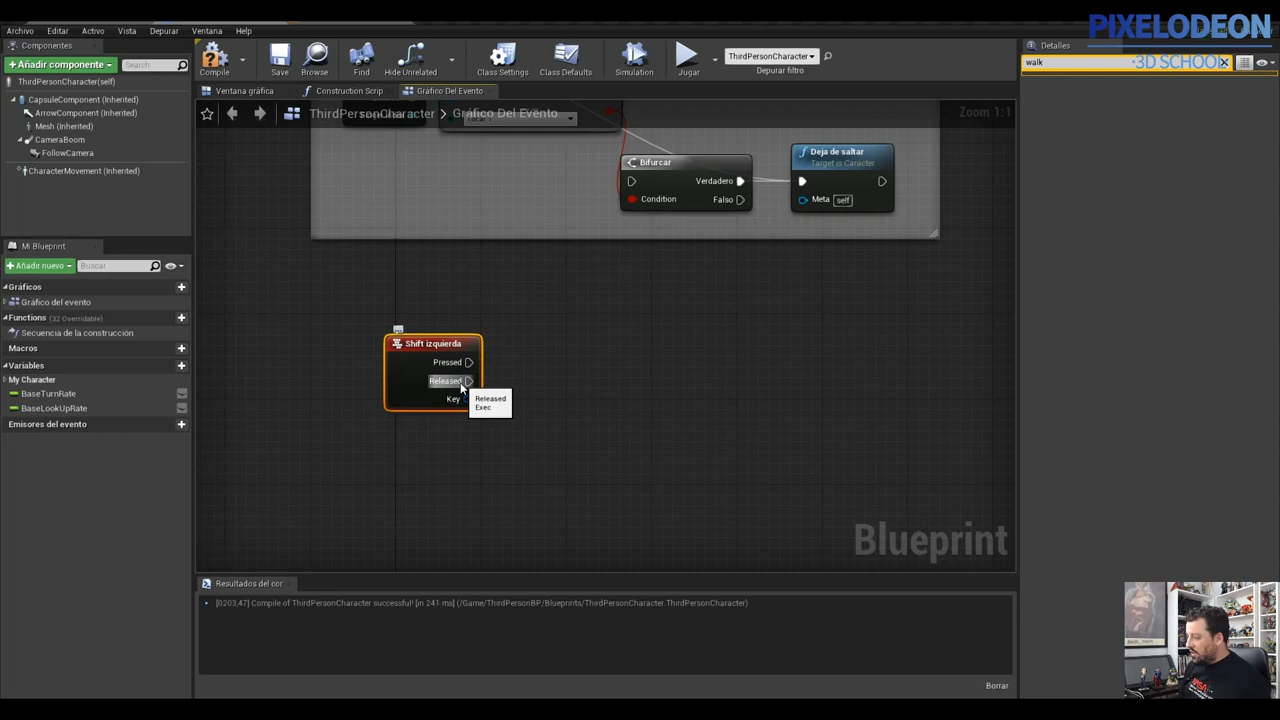 PIXELODEON
3D SCHOOL
Archivo Editar Activo Vista Depurar Ventana Help
Componentes
Añadir componente
Search
ThirdPersonCharacter(self)
CapsuleComponent (Inherited)
ArrowComponent (Inherited)
Mesh (Inherited)
CameraBoom
FollowCamera
CharacterMovement (Inherited)
Mi Blueprint
Añadir nuevo
Buscar
Gráficos
Gráfico del evento
Functions (32 Overridable)
Secuencia de la construcción
Macros
Variables
My Character
BaseTurnRate
BaseLookUpRate
Emisores del evento
Compile
Save
Browse
Find
Hide Unrelated
Class Settings
Class Defaults
Simulation
Jugar
ThirdPersonCharacter
Depurar filtro
Ventana gráfica
Construction Scrip
Gráfico Del Evento
ThirdPersonCharacter > Gráfico Del Evento
Zoom 1:1
Bifurcar
Verdadero
Condition
Falso
Deja de saltar
Target is Caracter
Meta self
Shift izquierda
Pressed
Released
Key
Released
Exec
Blueprint
Resultados del cor
[0203,47] Compile of ThirdPersonCharacter successful! [in 241 ms] (/Game/ThirdPersonBP/Blueprints/ThirdPersonCharacter.ThirdPersonCharacter)
Borrar
Detalles
walk